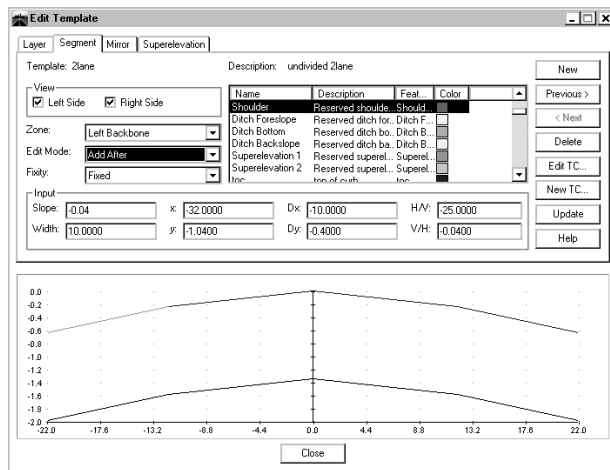 Edit Template
Layer Segment Mirror Superelevation
Template: 2lane Description: undivided 2lane
View
Left Side Right Side
Zone: Left Backbone
Edit Mode: Add After
Fixity: Fixed
Name Description Feat... Color
Shoulder Reserved shoulde... Should...
Ditch Foreslope Reserved ditch for... Ditch F...
Ditch Bottom Reserved ditch bo... Ditch B...
Ditch Backslope Reserved ditch ba... Ditch B...
Superelevation 1 Reserved superel... Superel...
Superelevation 2 Reserved superel... Superel...
toc top of curb toc
New
Previous >
< Next
Delete
Edit TC...
New TC...
Update
Help
Input
Slope: -0.04 x: -32.0000 Dx: -10.0000 H/V: -25.0000
Width: 10.0000 y: -1.0400 Dy: -0.4000 V/H: -0.0400
0.0
-0.2
-0.4
-0.6
-0.8
-1.0
-1.2
-1.4
-1.6
-1.8
-2.0
-22.0 -17.6 -13.2 -8.8 -4.4 0.0 4.4 8.8 13.2 17.6 22.0
Close